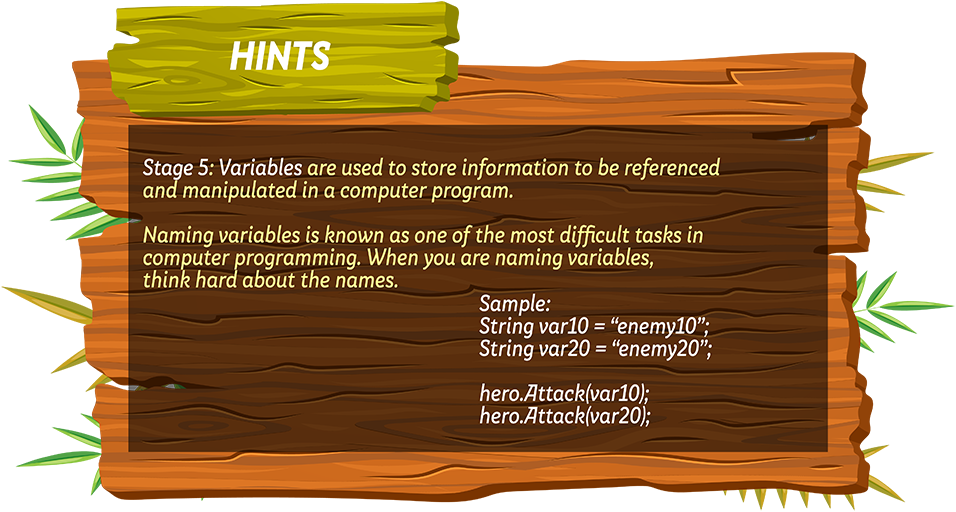 HINTS
Stage 5: Variables are used to store information to be referenced
and manipulated in a computer program.
Naming variables is known as one of the most difficult tasks in
computer programming. When you are naming variables,
think hard about the names.
Sample:
String var10 = “enemy10”;
String var20 = “enemy20”;
hero.Attack(var10);
hero.Attack(var20);